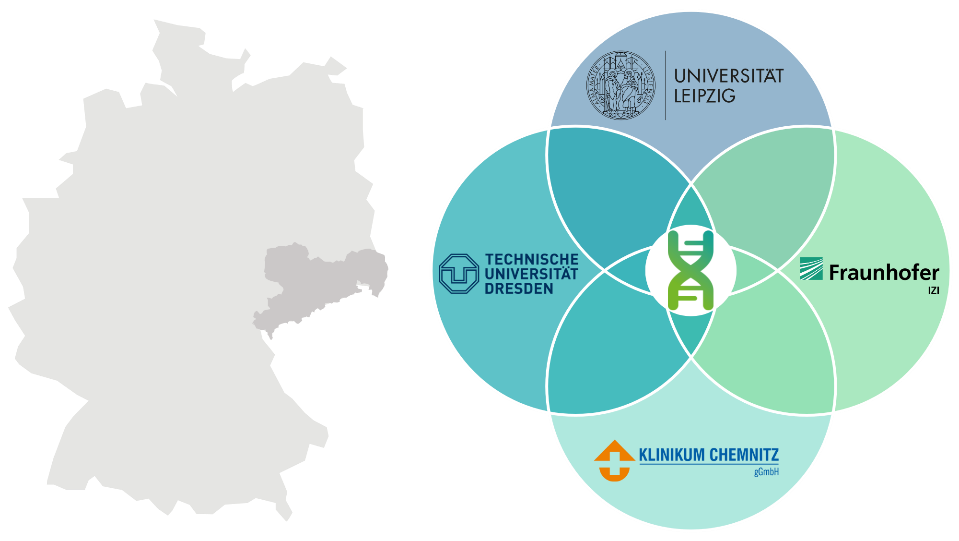 UNIVERSITÄT
LEIPZIG
TECHNISCHE
UNIVERSITÄT
DRESDEN
Fraunhofer
IZI
KLINIKUM CHEMNITZ
gGmbH